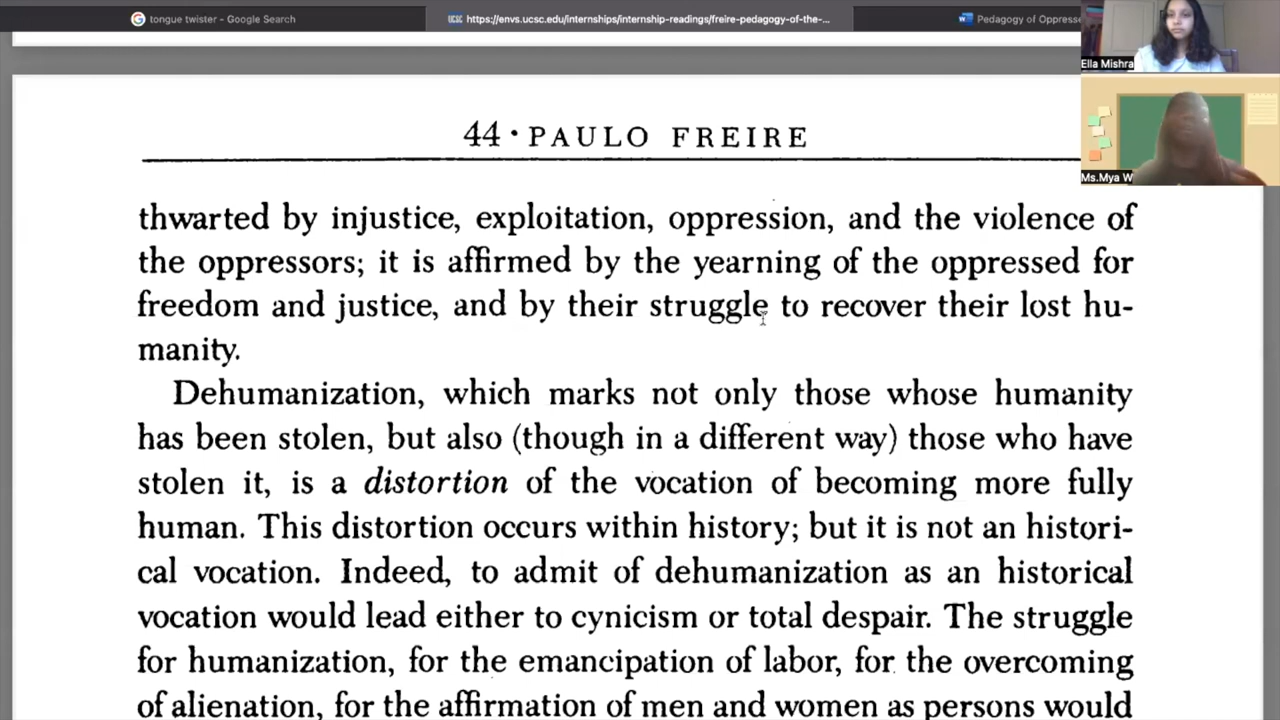 tongue twister - Google Search
UCSC https://envs.ucsc.edu/internships/internship-readings/freire-pedagogy-of-the-...
Pedagogy of Oppresse
Ella Mishra
Ms.Mya W
44 · PAULO FREIRE
thwarted by injustice, exploitation, oppression, and the violence of
the oppressors; it is affirmed by the yearning of the oppressed for
freedom and justice, and by their struggle to recover their lost hu-
manity.
Dehumanization, which marks not only those whose humanity
has been stolen, but also (though in a different way) those who have
stolen it, is a distortion of the vocation of becoming more fully
human. This distortion occurs within history; but it is not an histori-
cal vocation. Indeed, to admit of dehumanization as an historical
vocation would lead either to cynicism or total despair. The struggle
for humanization, for the emancipation of labor, for the overcoming
of alienation, for the affirmation of men and women as persons would